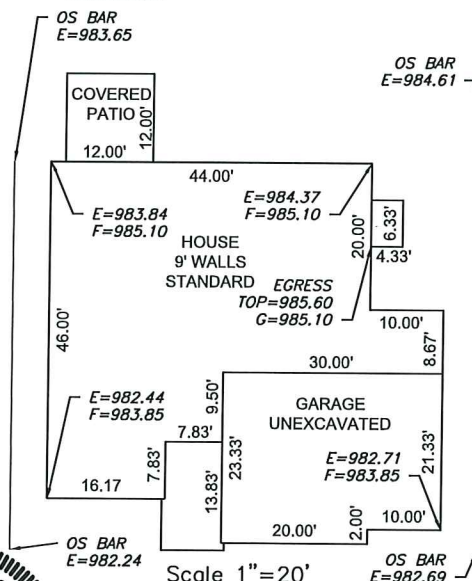 OS BAR
E=983.65
OS BAR
E=984.61
COVERED
PATIO
12.00'
12.00'
44.00'
E=983.84
F=985.10
E=984.37
F=985.10
HOUSE
9' WALLS
STANDARD
20.00'
6.33'
4.33'
EGRESS
TOP=985.60
G=985.10
10.00'
8.67'
46.00'
30.00'
9.50'
E=982.44
F=983.85
GARAGE
UNEXCAVATED
7.83'
7.83'
23.33'
13.83'
E=982.71
F=983.85
21.33'
16.17
20.00'
2.00'
10.00'
OS BAR
E=982.24
Scale 1"=20'
OS BAR
E=982.69